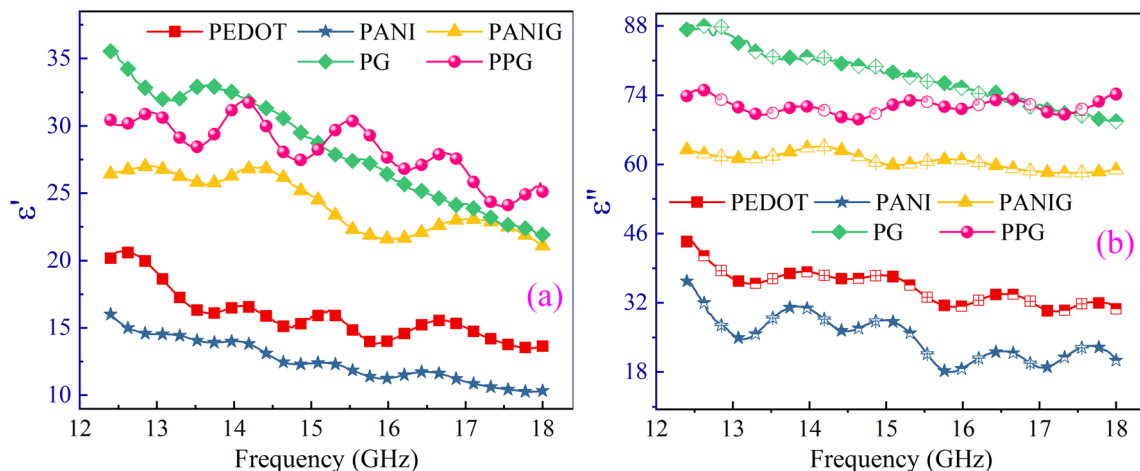 PEDOT PANI PANIG
PG PPG
35
30
25
20
15
10
ε'
(a)
12 13 14 15 16 17 18
Frequency (GHz)
88
74
60
46
32
18
ε''
PEDOT PANI PANIG
PG PPG
(b)
12 13 14 15 16 17 18
Frequency (GHz)